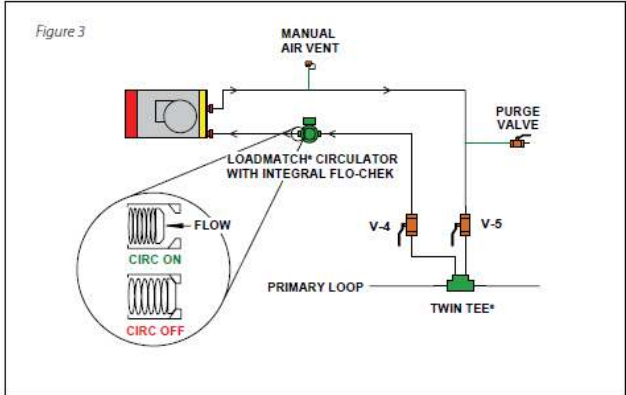 Figure 3
MANUAL
AIR VENT
PURGE
VALVE
LOADMATCH® CIRCULATOR
WITH INTEGRAL FLO-CHEK
FLOW
CIRC ON
CIRC OFF
V-4
V-5
PRIMARY LOOP
TWIN TEE®